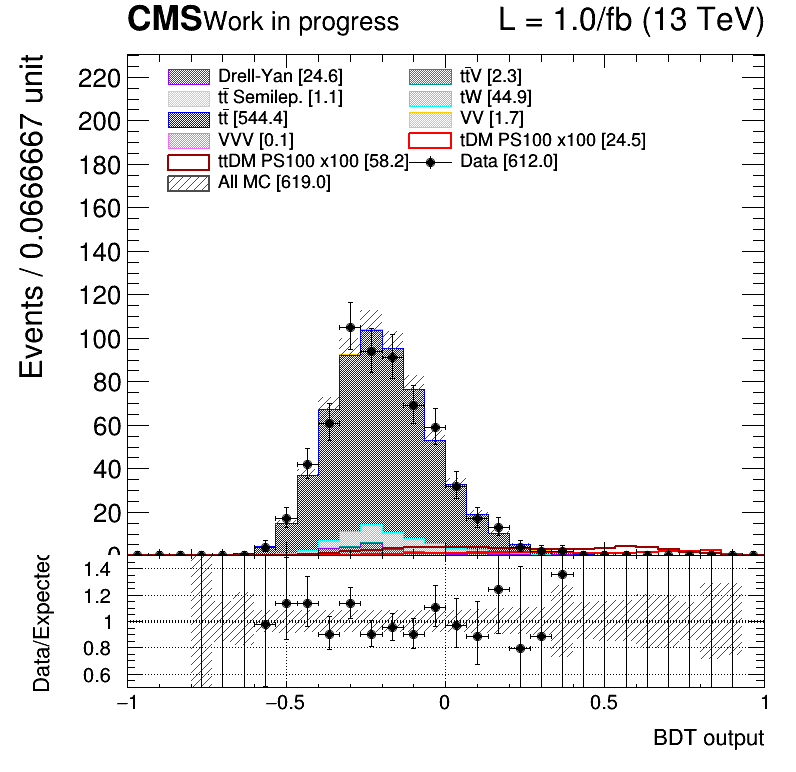 CMS Work in progress L = 1.0/fb (13 TeV)
Events / 0.0666667 unit
220
200
180
160
140
120
100
80
60
40
20
0
Drell-Yan [24.6]
tt̄ Semilep. [1.1]
tt̄ [544.4]
VVV [0.1]
ttDM PS100 x100 [58.2]
All MC [619.0]
tt̄V [2.3]
tW [44.9]
VV [1.7]
tDM PS100 x100 [24.5]
Data [612.0]
Data/Expected
1.4
1.2
1
0.8
0.6
−1 −0.5 0 0.5 1
BDT output